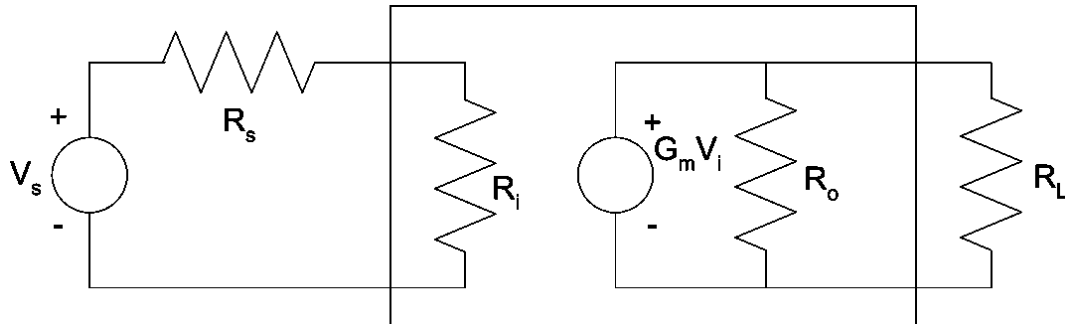 R_s
+
V_s
-
R_i
+
G_mV_i
-
R_o
R_L